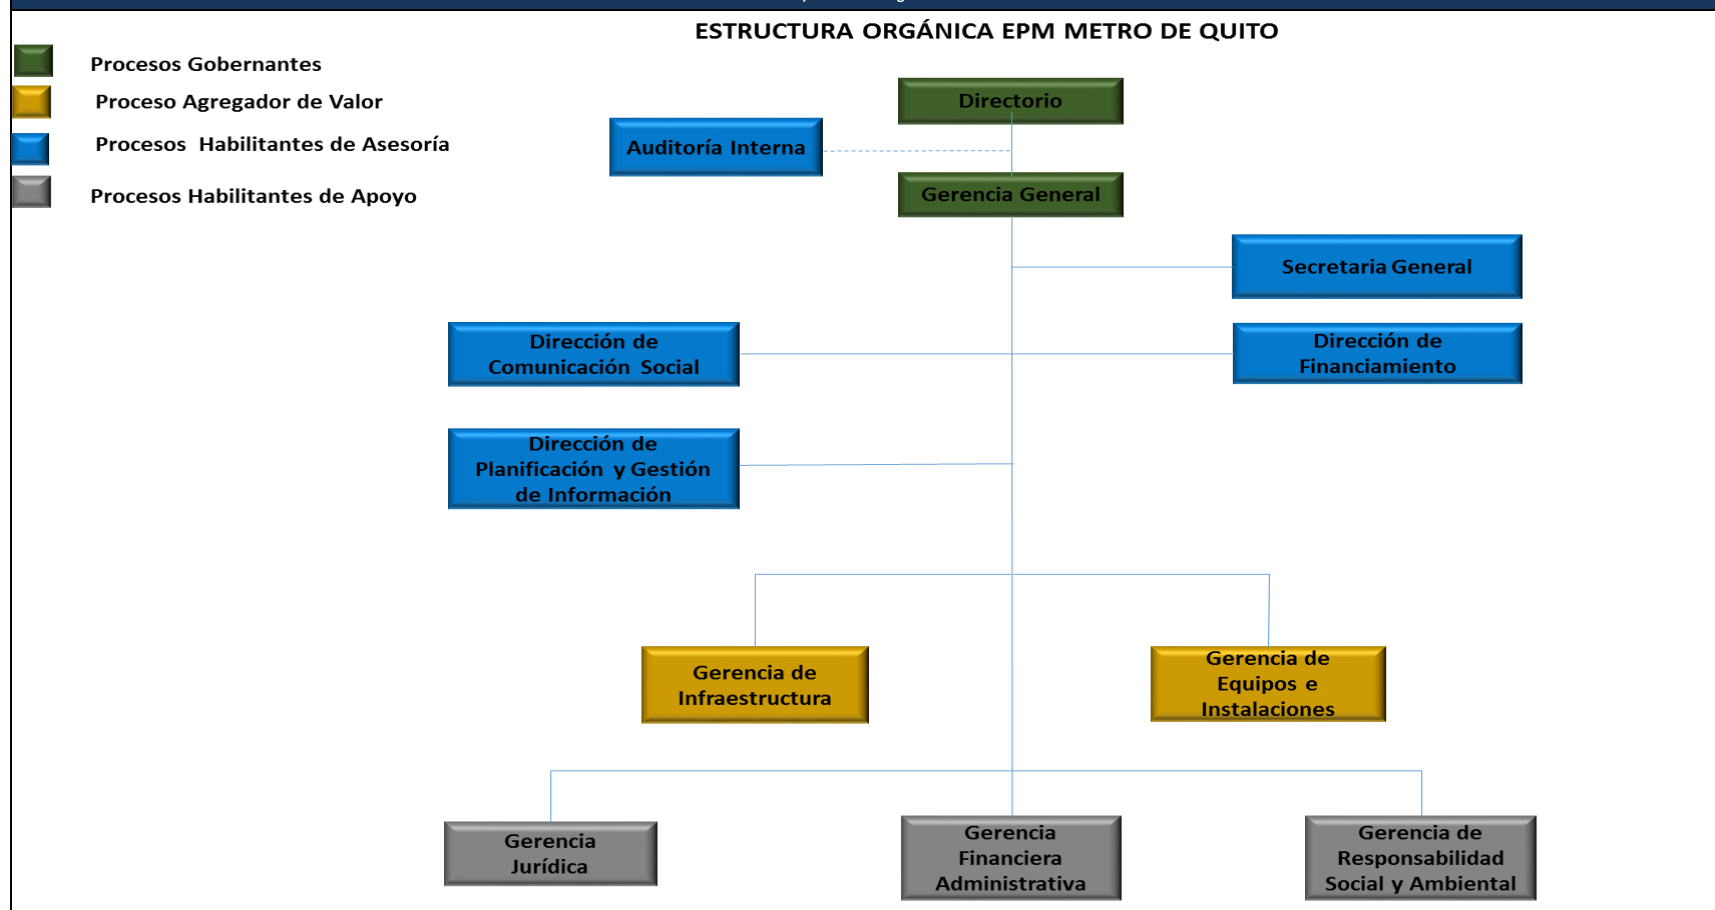 ESTRUCTURA ORGÁNICA EPM METRO DE QUITO
Procesos Gobernantes
Proceso Agregador de Valor
Procesos Habilitantes de Asesoría
Procesos Habilitantes de Apoyo
Directorio
Auditoría Interna
Gerencia General
Secretaria General
Dirección de
Comunicación Social
Dirección de
Financiamiento
Dirección de
Planificación y Gestión
de Información
Gerencia de
Infraestructura
Gerencia de
Equipos e
Instalaciones
Gerencia
Jurídica
Gerencia
Financiera
Administrativa
Gerencia de
Responsabilidad
Social y Ambiental